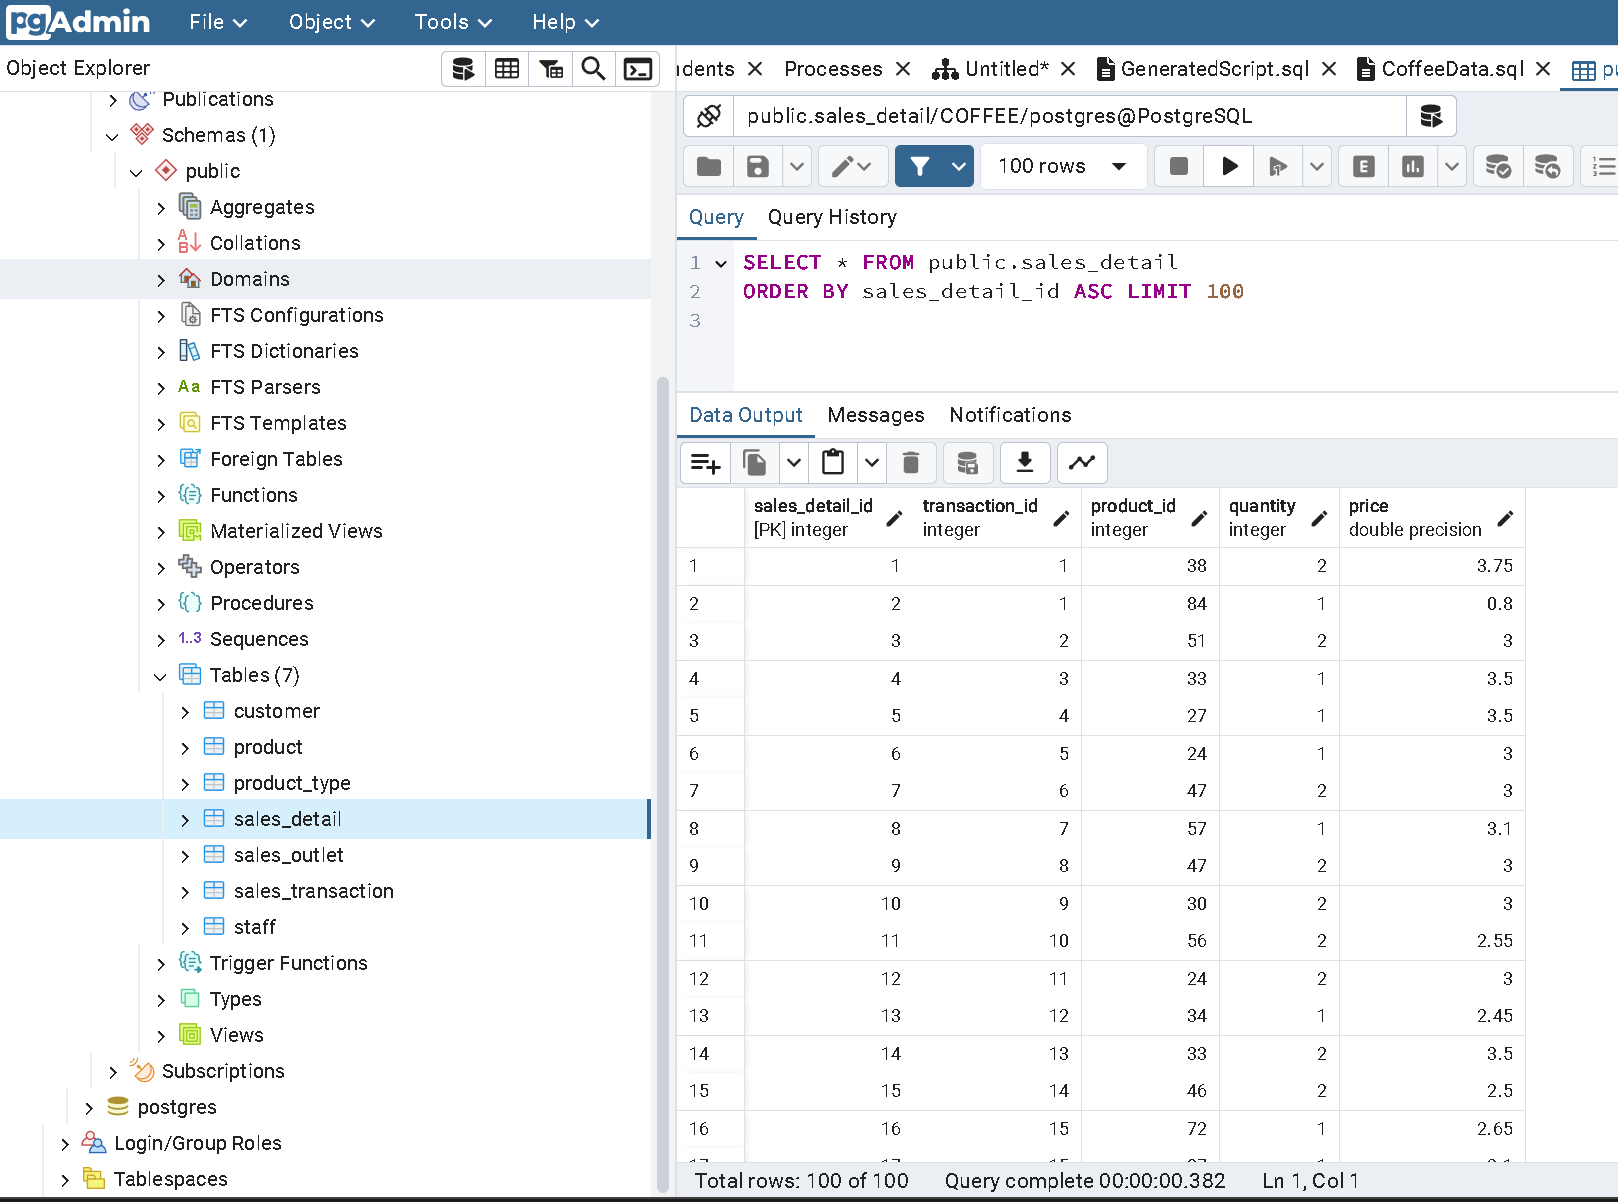 pgAdmin File Object Tools Help
Object Explorer
Processes Untitled* GeneratedScript.sql CoffeeData.sql
Publications
Schemas (1)
public
Aggregates
Collations
Domains
FTS Configurations
FTS Dictionaries
Aa FTS Parsers
FTS Templates
Foreign Tables
Functions
Materialized Views
Operators
Procedures
1..3 Sequences
Tables (7)
customer
product
product_type
sales_detail
sales_outlet
sales_transaction
staff
Trigger Functions
Types
Views
Subscriptions
postgres
Login/Group Roles
Tablespaces
public.sales_detail/COFFEE/postgres@PostgreSQL
100 rows E
Query Query History
1 SELECT * FROM public.sales_detail
2 ORDER BY sales_detail_id ASC LIMIT 100
3
Data Output Messages Notifications
sales_detail_id transaction_id product_id quantity price
[PK] integer integer integer integer double precision
1 1 1 38 2 3.75
2 2 1 84 1 0.8
3 3 2 51 2 3
4 4 3 33 1 3.5
5 5 4 27 1 3.5
6 6 5 24 1 3
7 7 6 47 2 3
8 8 7 57 1 3.1
9 9 8 47 2 3
10 10 9 30 2 3
11 11 10 56 2 2.55
12 12 11 24 2 3
13 13 12 34 1 2.45
14 14 13 33 2 3.5
15 15 14 46 2 2.5
16 16 15 72 1 2.65
Total rows: 100 of 100 Query complete 00:00:00.382 Ln 1, Col 1